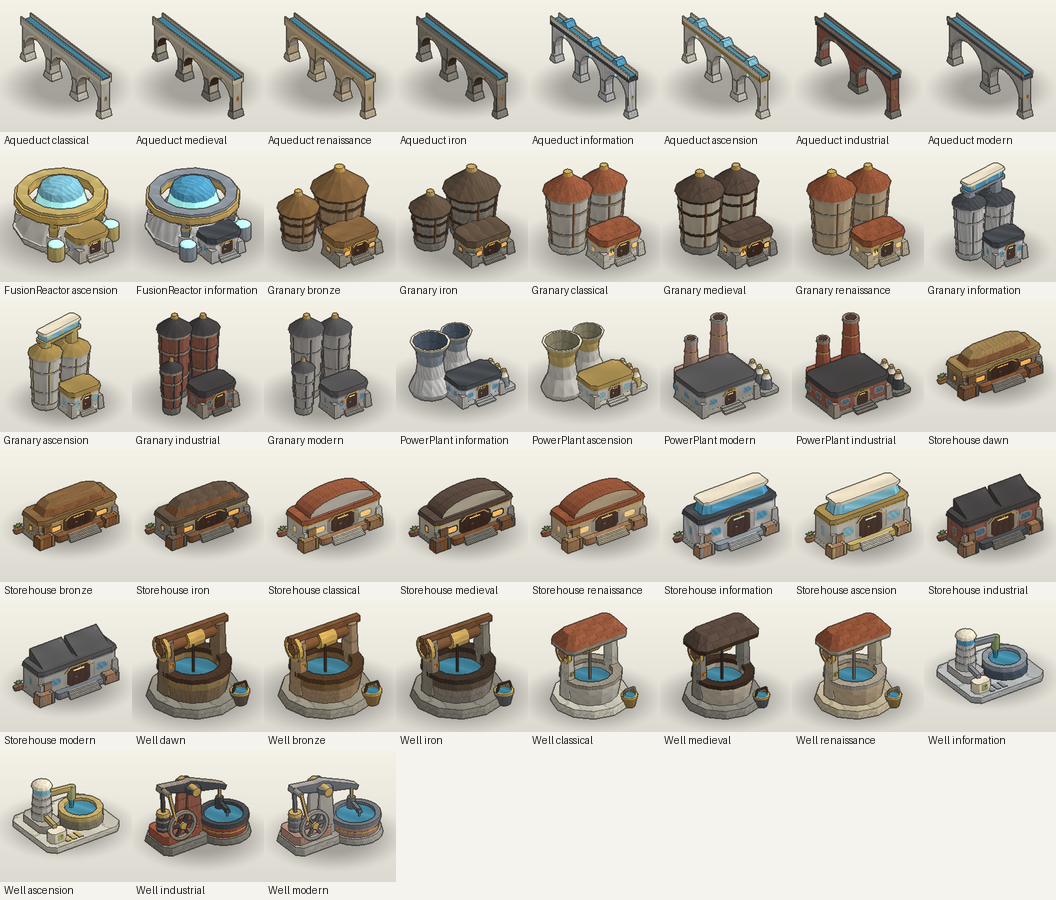 Aqueduct classical
Aqueduct medieval
Aqueduct renaissance
Aqueduct iron
Aqueduct information
Aqueduct ascension
Aqueduct industrial
Aqueduct modern
FusionReactor ascension
FusionReactor information
Granary bronze
Granary iron
Granary classical
Granary medieval
Granary renaissance
Granary information
Granary ascension
Granary industrial
Granary modern
PowerPlant information
PowerPlant ascension
PowerPlant modern
PowerPlant industrial
Storehouse dawn
Storehouse bronze
Storehouse iron
Storehouse classical
Storehouse medieval
Storehouse renaissance
Storehouse information
Storehouse ascension
Storehouse industrial
Storehouse modern
Well dawn
Well bronze
Well iron
Well classical
Well medieval
Well renaissance
Well information
Well ascension
Well industrial
Well modern